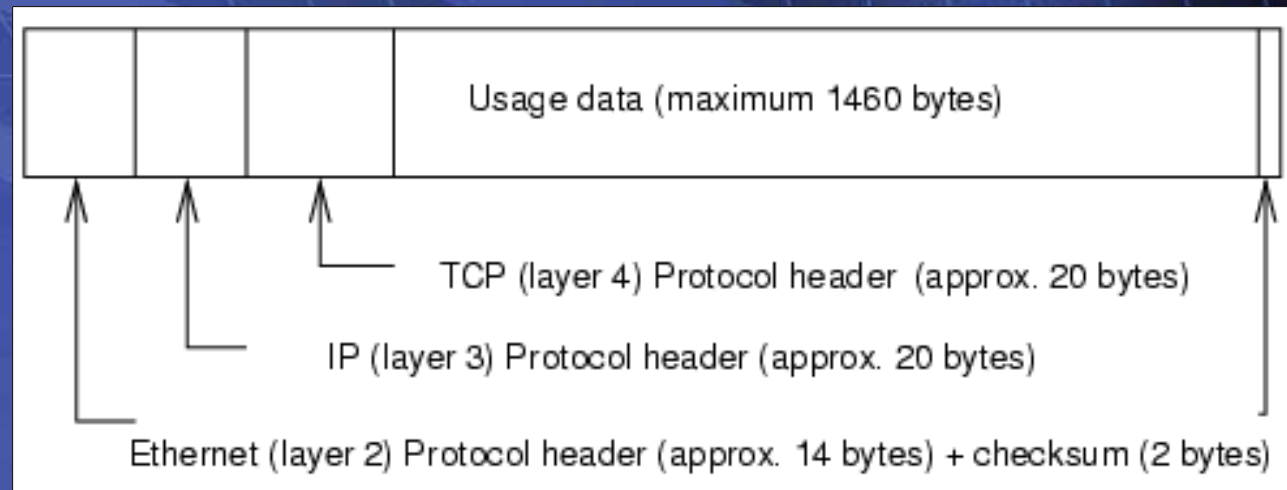 Usage data (maximum 1460 bytes)
TCP (layer 4) Protocol header (approx. 20 bytes)
IP (layer 3) Protocol header (approx. 20 bytes)
Ethernet (layer 2) Protocol header (approx. 14 bytes) + checksum (2 bytes)